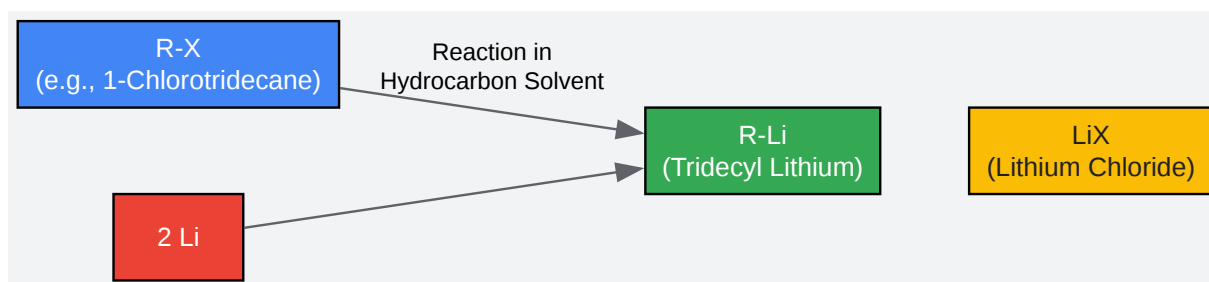 R-X
(e.g., 1-Chlorotridecane)
Reaction in
Hydrocarbon Solvent
R-Li
(Tridecyl Lithium)
LiX
(Lithium Chloride)
2 Li